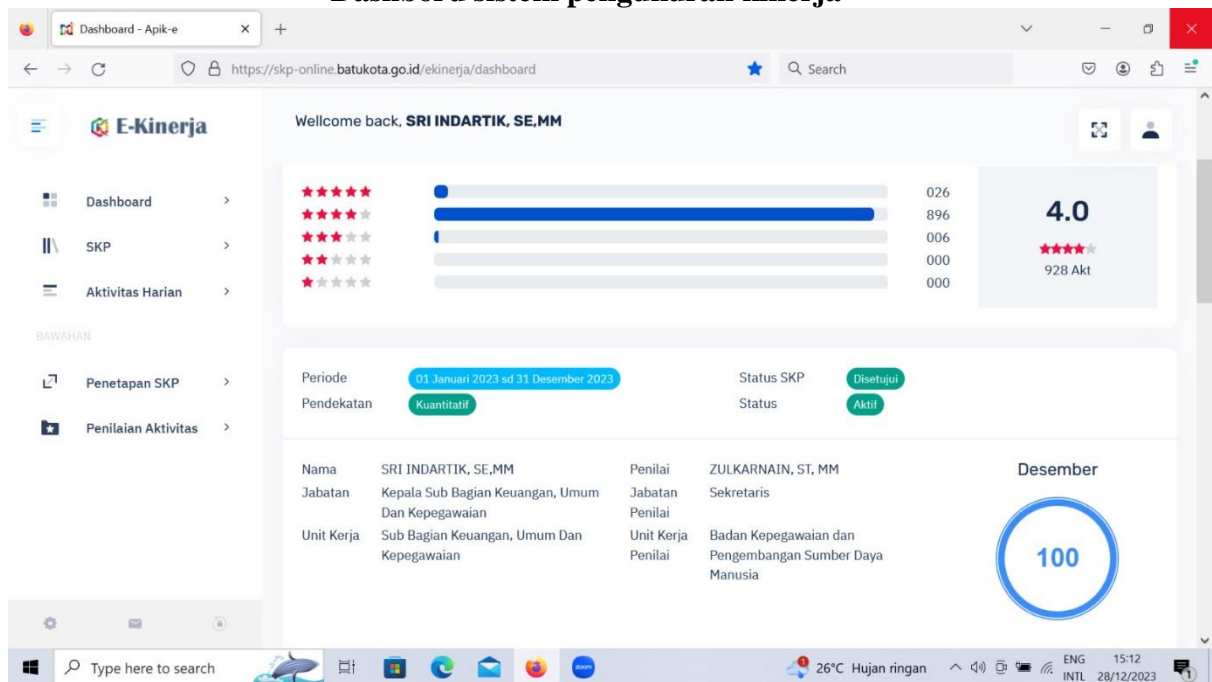 Dashbord sistem pengukuran kinerja
Dashboard - Apik-e
https://skp-online.batukota.go.id/ekinerja/dashboard
Search
E-Kinerja
Wellcome back, SRI INDARTIK, SE,MM
Dashboard
SKP
Aktivitas Harian
BAWAHAN
Penetapan SKP
Penilaian Aktivitas
026
896
006
000
000
4.0
928 Akt
Periode 01 Januari 2023 sd 31 Desember 2023 Status SKP Disetujui
Pendekatan Kuantitatif Status Aktif
Nama SRI INDARTIK, SE,MM Penilai ZULKARNAIN, ST, MM
Jabatan Kepala Sub Bagian Keuangan, Umum Jabatan Sekretaris
Dan Kepegawaian Penilai
Unit Kerja Sub Bagian Keuangan, Umum Dan Unit Kerja Badan Kepegawaian dan
Kepegawaian Penilai Pengembangan Sumber Daya
Manusia
Desember
100
Type here to search
zoom
26°C Hujan ringan
ENG 15:12
INTL 28/12/2023